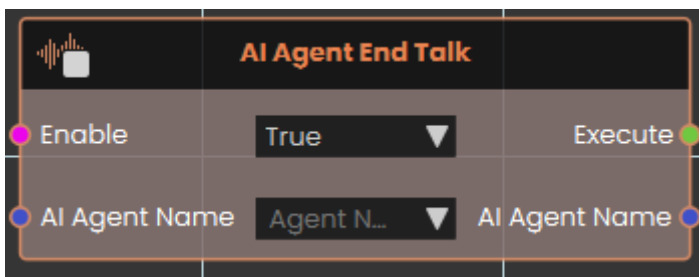 AI Agent End Talk
Enable True Execute
AI Agent Name Agent N... AI Agent Name